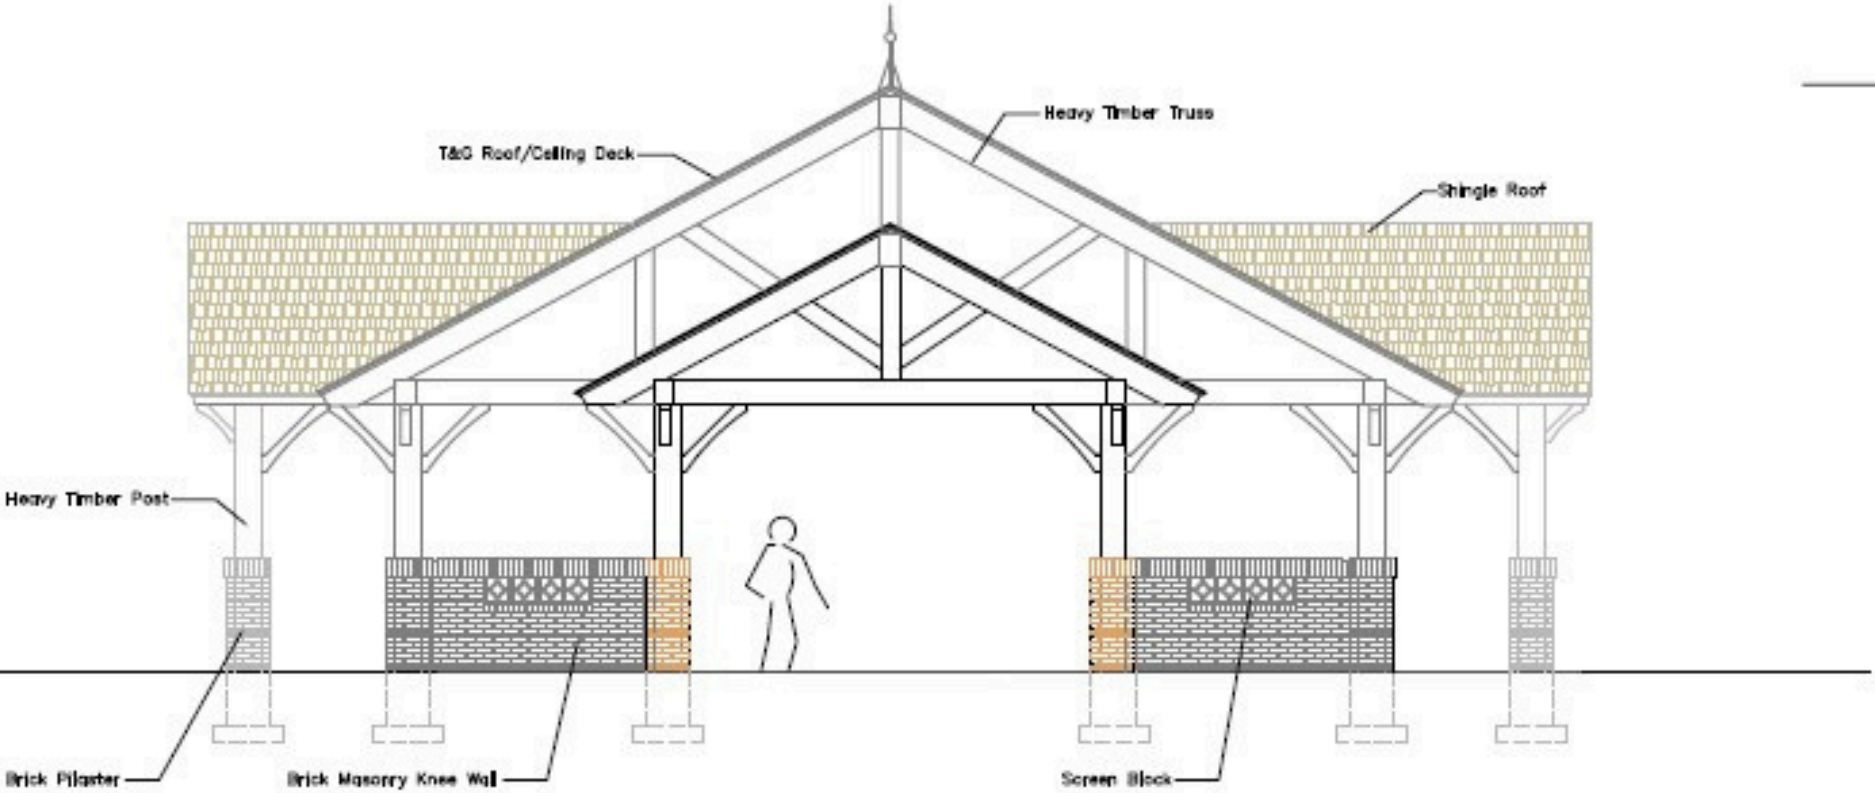 Heavy Timber Truss
T&G Roof/Ceiling Deck
Shingle Roof
Heavy Timber Post
Brick Pilaster
Brick Masonry Knee Wall
Screen Block